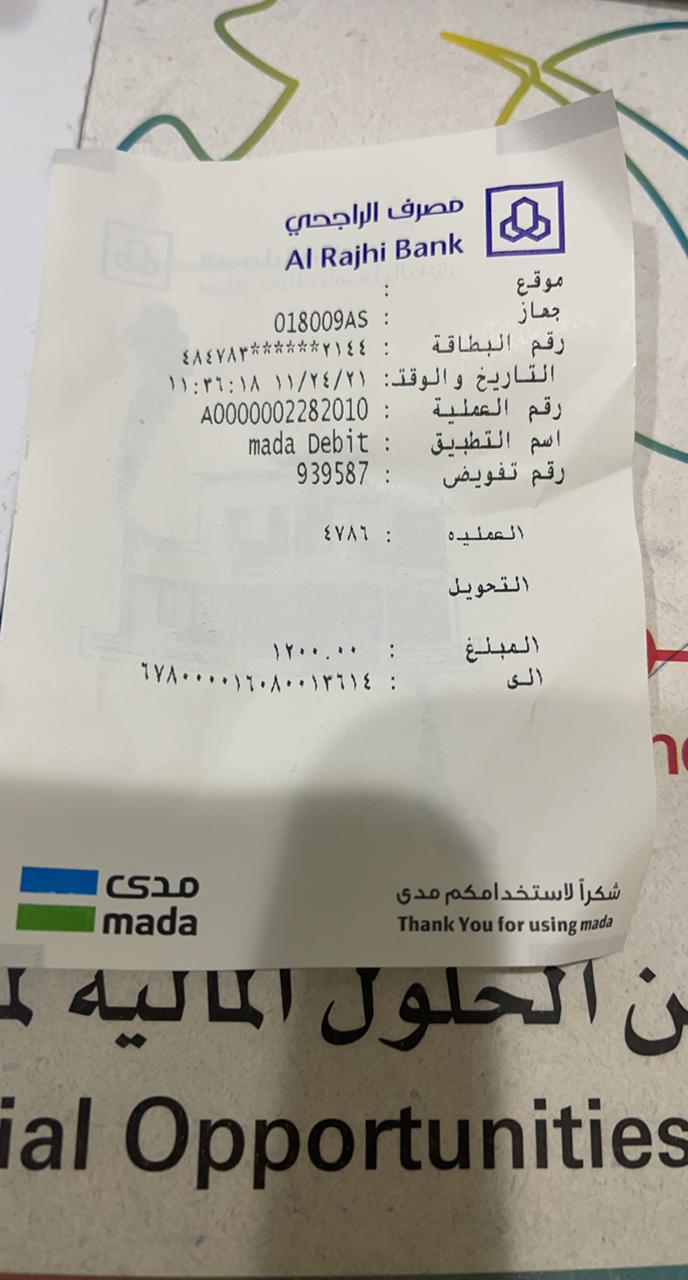 مصرف الراجحي
Al Rajhi Bank
موقع :
جهاز : 018009AS
رقم البطاقة : ٤٨٤٧٨٣******٢١٤٤
التاريخ والوقت: ١١/٢٤/٢١ ١١:٣٦:١٨
رقم العملية : A0000002282010
اسم التطبيق : mada Debit
رقم تفويض : 939587
العمليه : ٤٧٨٦
التحويل
المبلغ : ١٢٠٠.٠٠
الى : ٦٧٨٠٠٠٠١٦٠٨٠٠١٣٦١٤
مدى
mada
شكراً لاستخدامكم مدى
Thank You for using mada
ن الحلول المالية لم
ial Opportunities